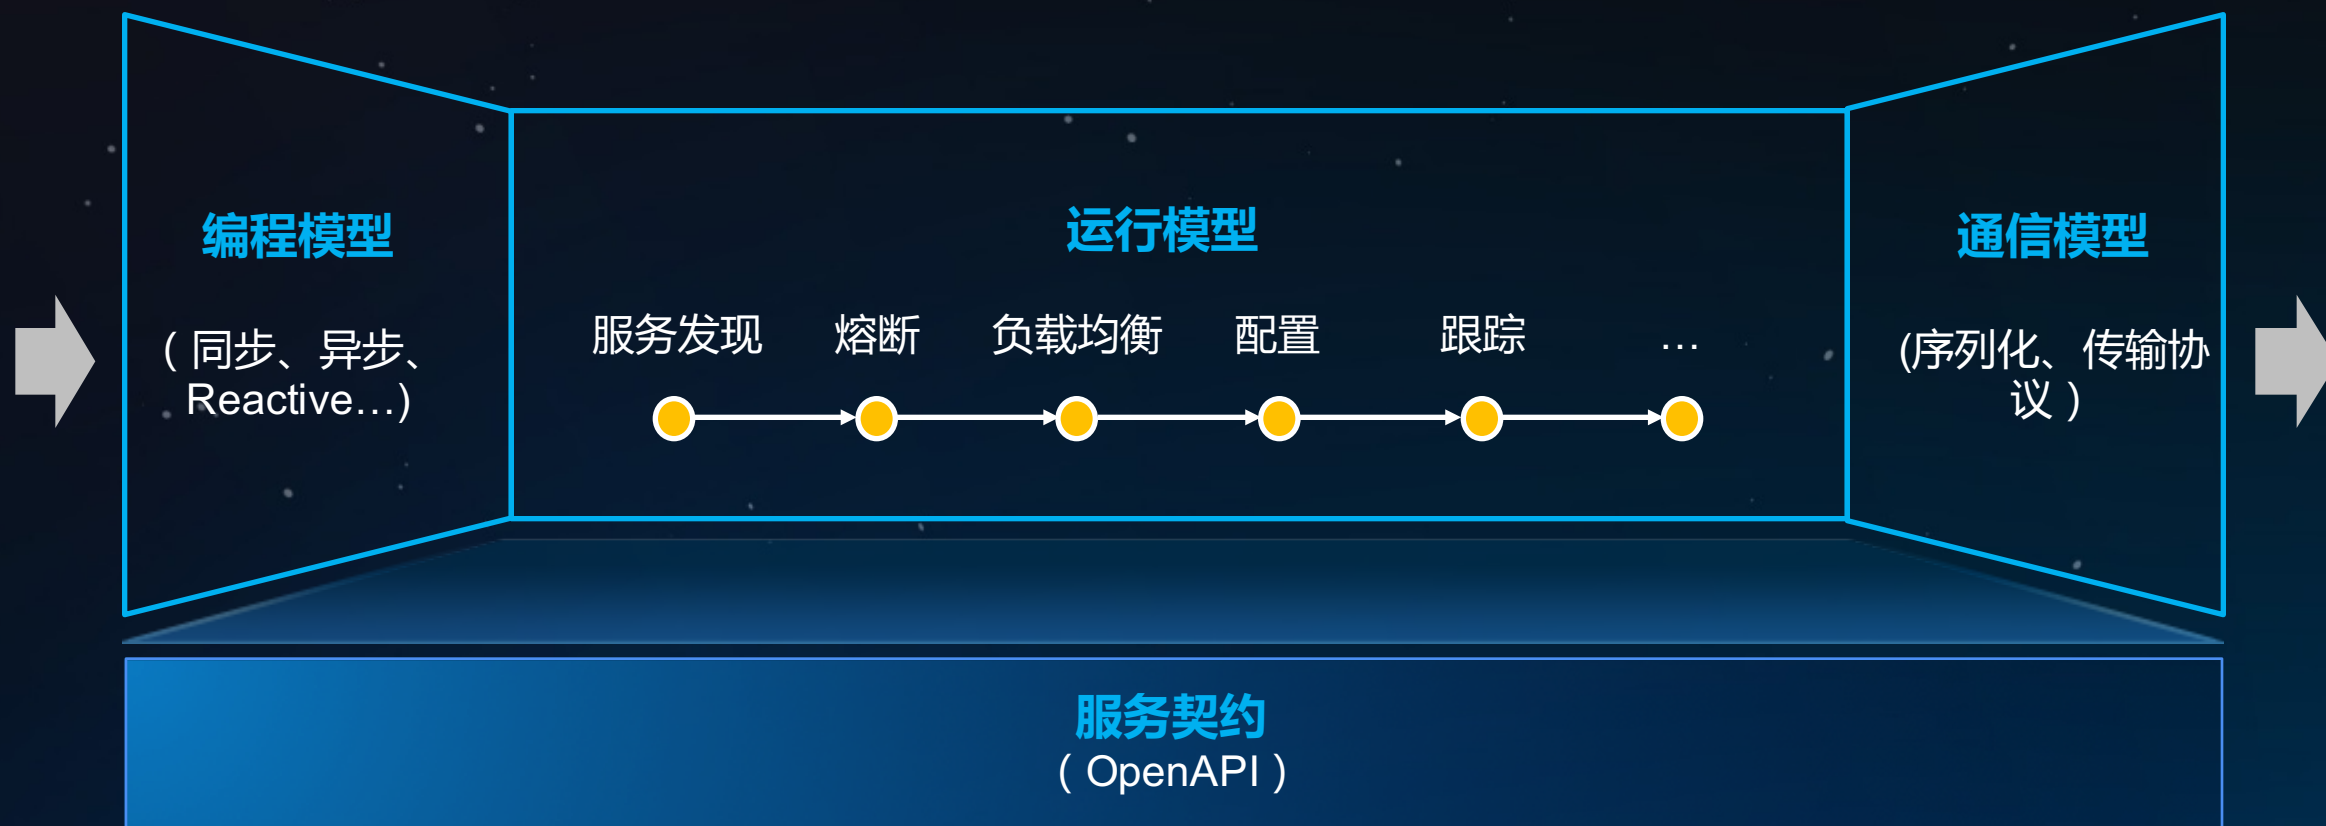 编程模型
（同步、异步、
Reactive…)
运行模型
服务发现 熔断 负载均衡 配置 跟踪 …
通信模型
(序列化、传输协
议）
服务契约
（OpenAPI）